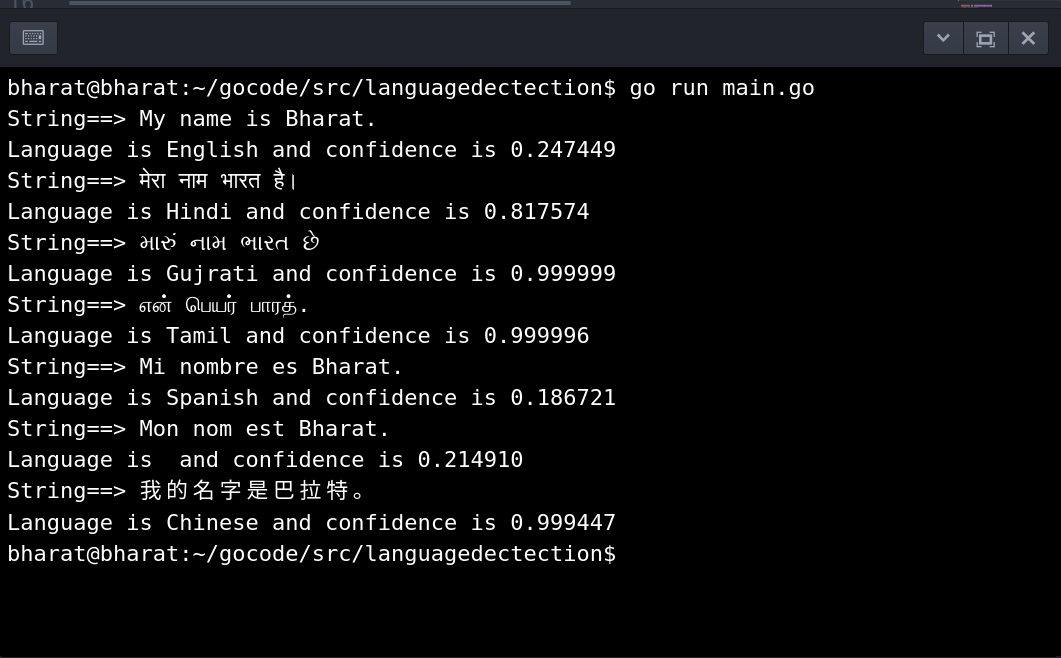 16
bharat@bharat:~/gocode/src/languagedectection$ go run main.go
String==> My name is Bharat.
Language is English and confidence is 0.247449
String==> मेरा नाम भारत है।
Language is Hindi and confidence is 0.817574
String==> મારું નામ ભારત છે
Language is Gujrati and confidence is 0.999999
String==> என் பெயர் பாரத்.
Language is Tamil and confidence is 0.999996
String==> Mi nombre es Bharat.
Language is Spanish and confidence is 0.186721
String==> Mon nom est Bharat.
Language is  and confidence is 0.214910
String==> 我的名字是巴拉特。
Language is Chinese and confidence is 0.999447
bharat@bharat:~/gocode/src/languagedectection$